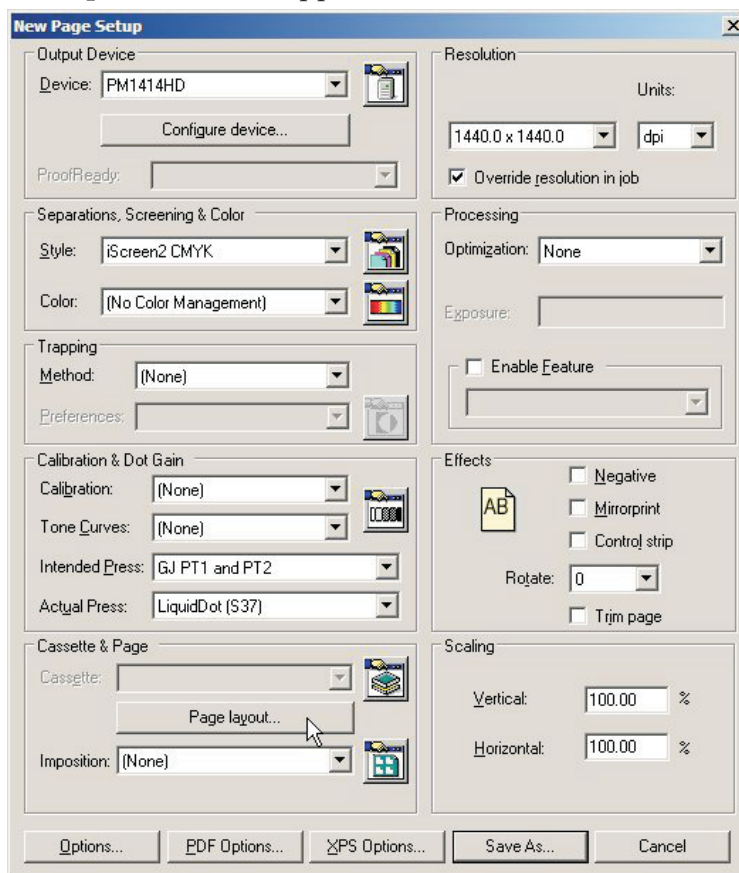 New Page Setup
Output Device
Device: PM1414HD
Configure device...
ProofReady:
Resolution
Units:
1440.0 x 1440.0 dpi
Override resolution in job
Separations, Screening & Color
Style: iScreen2 CMYK
Color: (No Color Management)
Processing
Optimization: None
Exposure:
Enable Feature
Trapping
Method: (None)
Preferences:
Calibration & Dot Gain
Calibration: (None)
Tone Curves: (None)
Intended Press: GJ PT1 and PT2
Actual Press: LiquidDot (S37)
Effects
AB
Negative
Mirrorprint
Control strip
Rotate: 0
Trim page
Cassette & Page
Cassette:
Page layout...
Imposition: (None)
Scaling
Vertical: 100.00 %
Horizontal: 100.00 %
Options... PDF Options... XPS Options... Save As... Cancel